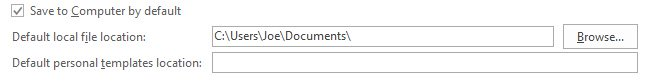 Save to Computer by default
Default local file location: C:\Users\Joe\Documents\ Browse...
Default personal templates location: